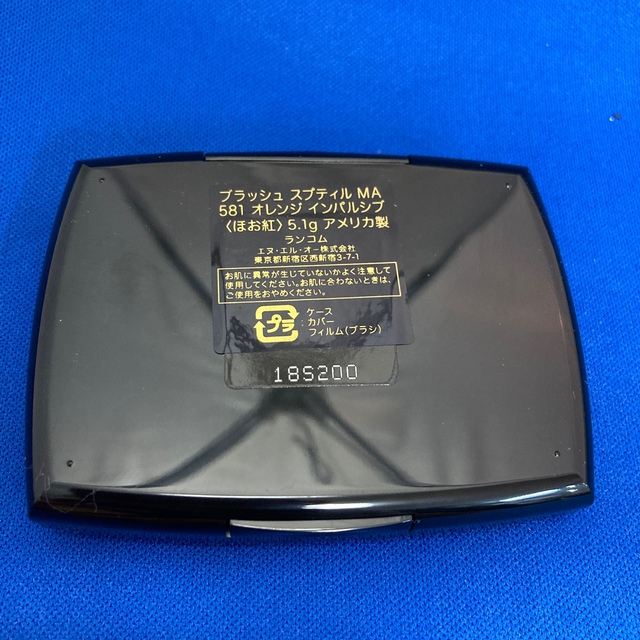 ブラッシュ スプティル MA
581 オレンジ インパルシブ
〈ほお紅〉5.1g アメリカ製
ランコム
エヌ・エル・オー株式会社
東京都新宿区西新宿3-7-1
お肌に異常が生じていないかよく注意して
使用してください。お肌に合わないときは、
ご使用をおやめください。
プラ
ケース
:カバー
フィルム(ブラシ)
18S200